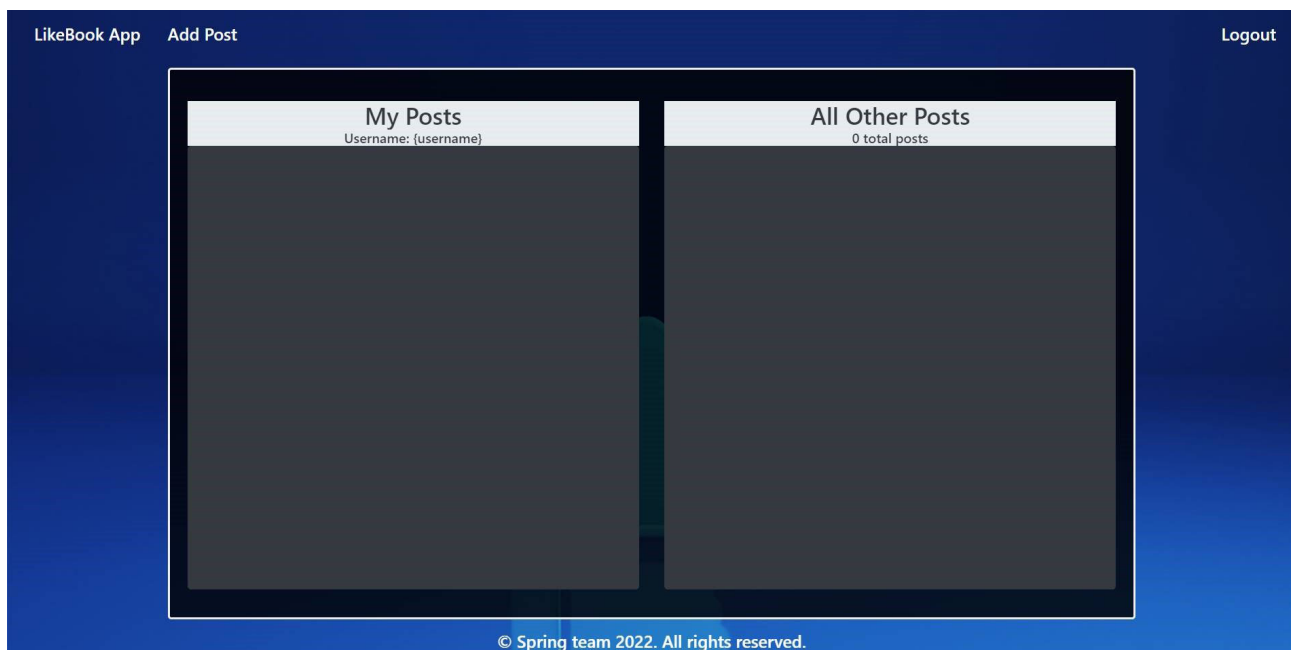 LikeBook App Add Post Logout
My Posts
Username: {username}
All Other Posts
0 total posts
© Spring team 2022. All rights reserved.